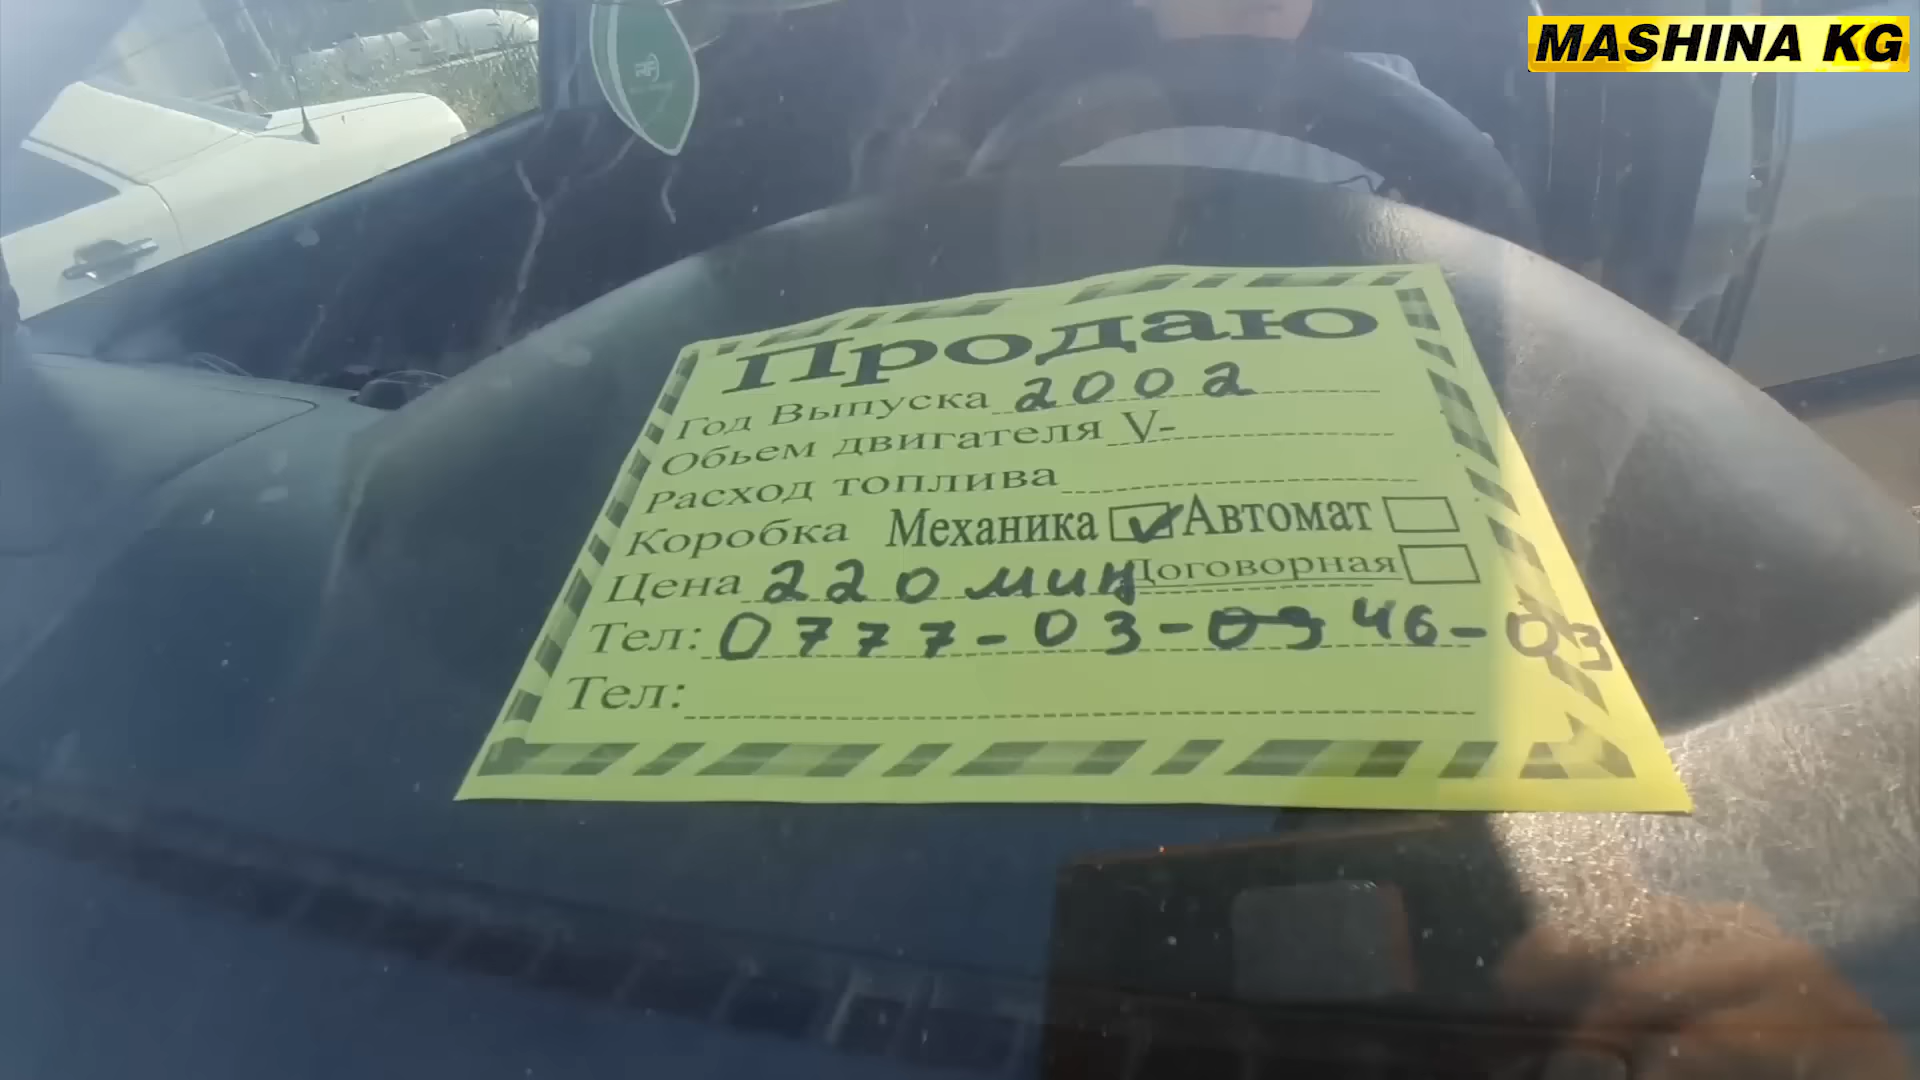 MASHINA KG
Продаю
Год Выпуска 2002
Обьем двигателя V-
Расход топлива
Коробка Механика ✓ Автомат
Цена 220 мин Договорная
Тел: 0777-03-03 46-03
Тел: